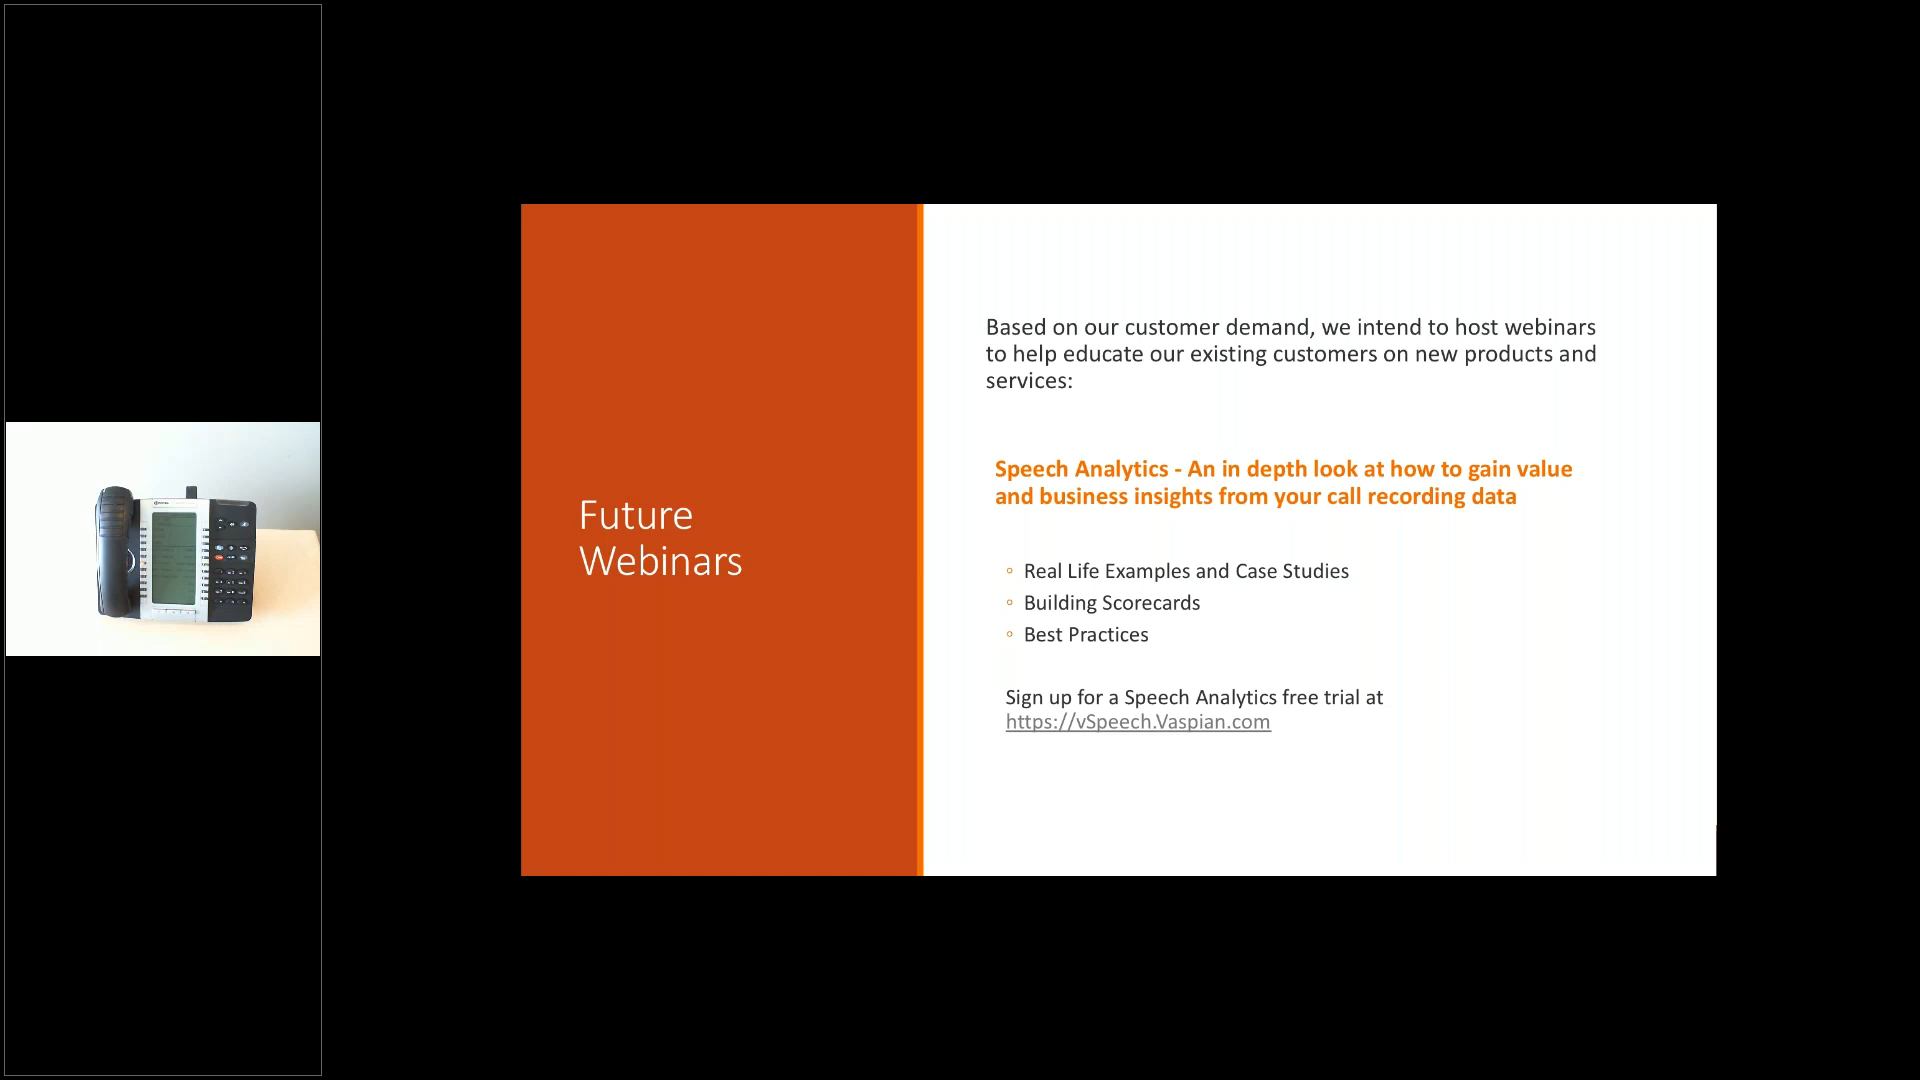 Future
Webinars
Based on our customer demand, we intend to host webinars
to help educate our existing customers on new products and
services:
Speech Analytics - An in depth look at how to gain value
and business insights from your call recording data
◦ Real Life Examples and Case Studies
◦ Building Scorecards
◦ Best Practices
Sign up for a Speech Analytics free trial at
https://vSpeech.Vaspian.com